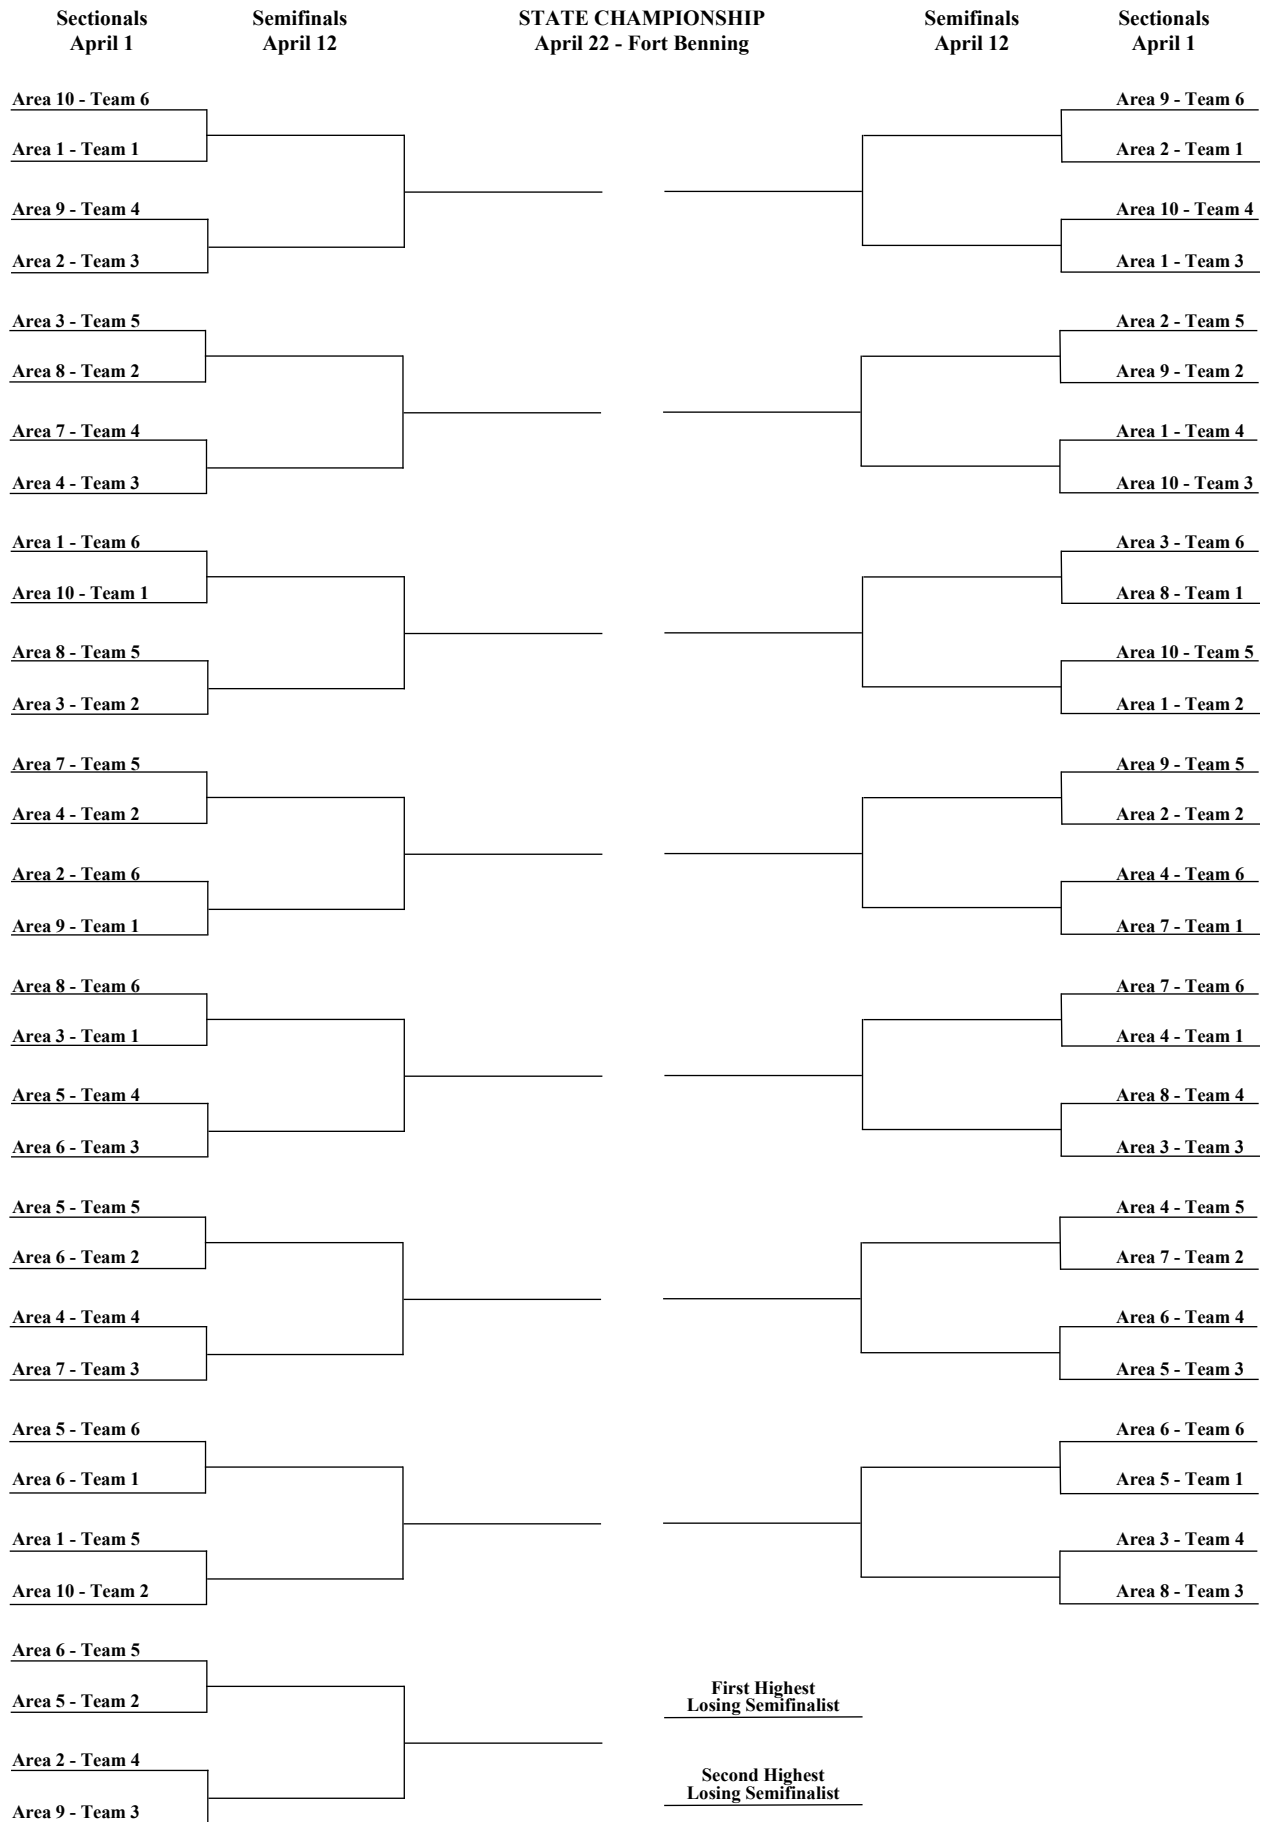 Sectionals
April 1
Semifinals
April 12
STATE CHAMPIONSHIP
April 22 - Fort Benning
Semifinals
April 12
Sectionals
April 1
Area 10 - Team 6
Area 1 - Team 1
Area 9 - Team 4
Area 2 - Team 3
Area 3 - Team 5
Area 8 - Team 2
Area 7 - Team 4
Area 4 - Team 3
Area 1 - Team 6
Area 10 - Team 1
Area 8 - Team 5
Area 3 - Team 2
Area 7 - Team 5
Area 4 - Team 2
Area 2 - Team 6
Area 9 - Team 1
Area 8 - Team 6
Area 3 - Team 1
Area 5 - Team 4
Area 6 - Team 3
Area 5 - Team 5
Area 6 - Team 2
Area 4 - Team 4
Area 7 - Team 3
Area 5 - Team 6
Area 6 - Team 1
Area 1 - Team 5
Area 10 - Team 2
Area 6 - Team 5
Area 5 - Team 2
Area 2 - Team 4
Area 9 - Team 3
Area 9 - Team 6
Area 2 - Team 1
Area 10 - Team 4
Area 1 - Team 3
Area 2 - Team 5
Area 9 - Team 2
Area 1 - Team 4
Area 10 - Team 3
Area 3 - Team 6
Area 8 - Team 1
Area 10 - Team 5
Area 1 - Team 2
Area 9 - Team 5
Area 2 - Team 2
Area 4 - Team 6
Area 7 - Team 1
Area 7 - Team 6
Area 4 - Team 1
Area 8 - Team 4
Area 3 - Team 3
Area 4 - Team 5
Area 7 - Team 2
Area 6 - Team 4
Area 5 - Team 3
Area 6 - Team 6
Area 5 - Team 1
Area 3 - Team 4
Area 8 - Team 3
First Highest
Losing Semifinalist
Second Highest
Losing Semifinalist